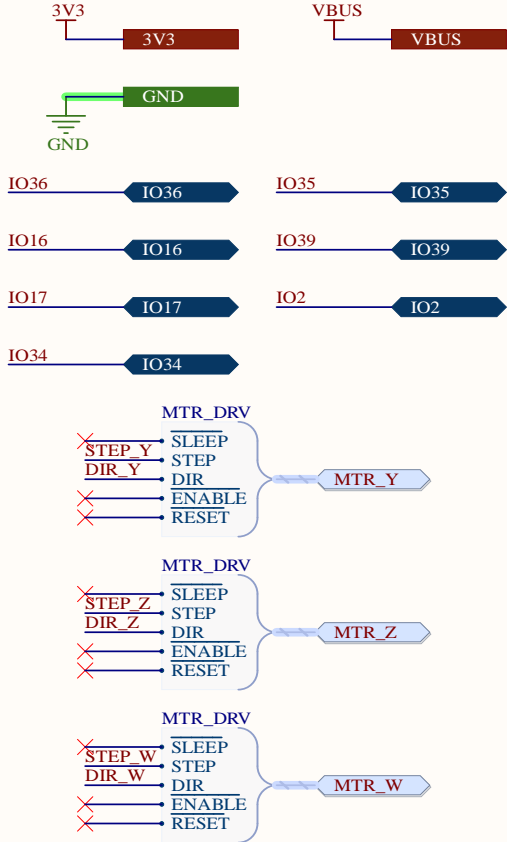 3V3 VBUS
3V3 VBUS
GND
GND
IO36 IO35
IO36 IO35
IO16 IO39
IO16 IO39
IO17 IO2
IO17 IO2
IO34
IO34
MTR_DRV
SLEEP
STEP_Y STEP
DIR_Y DIR
MTR_Y
ENABLE
RESET
MTR_DRV
SLEEP
STEP_Z STEP
DIR_Z DIR
MTR_Z
ENABLE
RESET
MTR_DRV
SLEEP
STEP_W STEP
DIR_W DIR
MTR_W
ENABLE
RESET